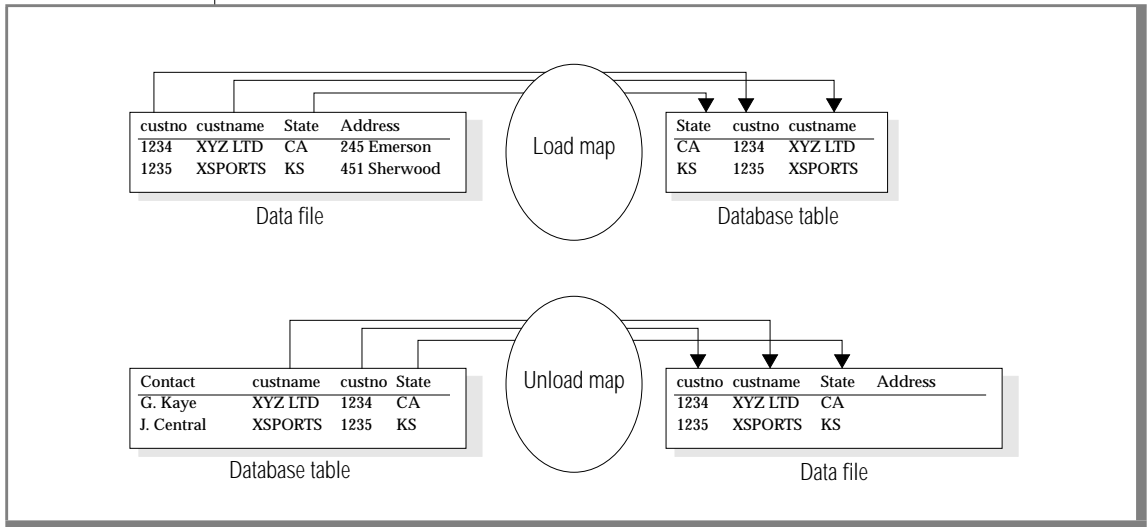 custno custname State Address
1234 XYZ LTD CA 245 Emerson
1235 XSPORTS KS 451 Sherwood
Data file
Load map
State custno custname
CA 1234 XYZ LTD
KS 1235 XSPORTS
Database table
Contact custname custno State
G. Kaye XYZ LTD 1234 CA
J. Central XSPORTS 1235 KS
Database table
Unload map
custno custname State Address
1234 XYZ LTD CA
1235 XSPORTS KS
Data file